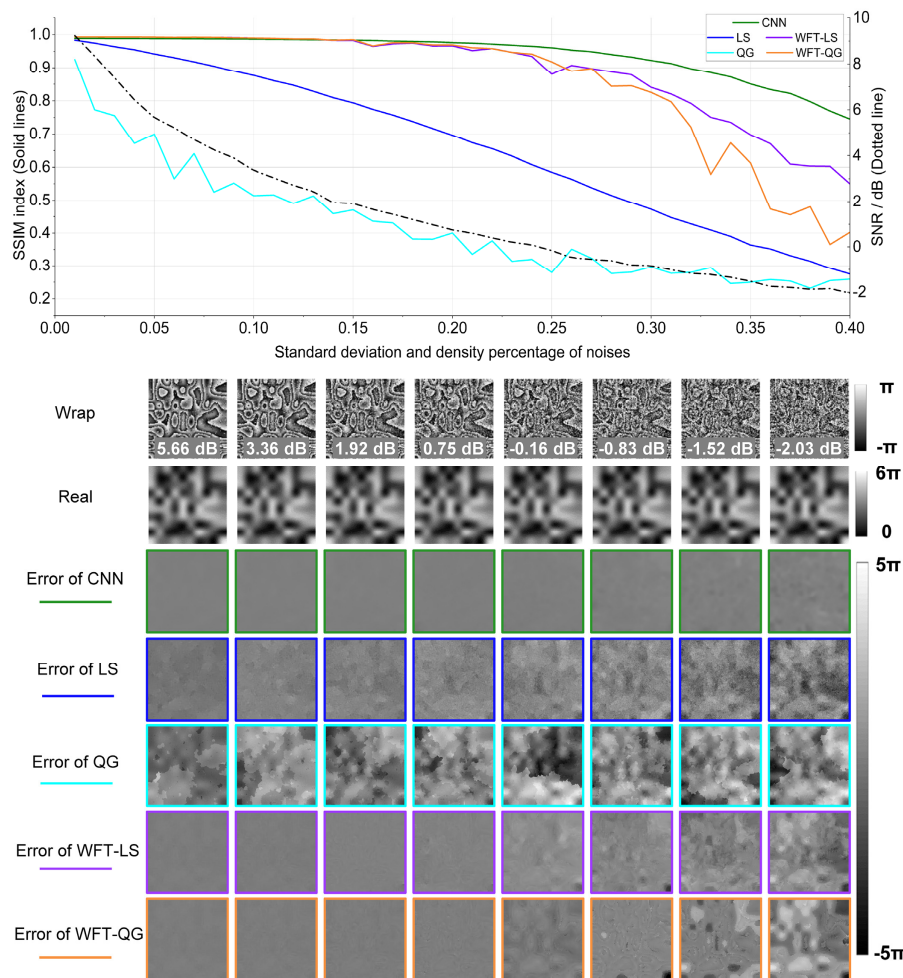 CNN
LS WFT-LS
QG WFT-QG
SSIM index (Solid lines)
1.0
0.9
0.8
0.7
0.6
0.5
0.4
0.3
0.2
10
8
6
4
2
0
-2
SNR / dB (Dotted line)
0.00 0.05 0.10 0.15 0.20 0.25 0.30 0.35 0.40
Standard deviation and density percentage of noises
Wrap
5.66 dB 3.36 dB 1.92 dB 0.75 dB -0.16 dB -0.83 dB -1.52 dB -2.03 dB
π
-π
Real
6π
0
Error of CNN
5π
Error of LS
Error of QG
Error of WFT-LS
Error of WFT-QG
-5π